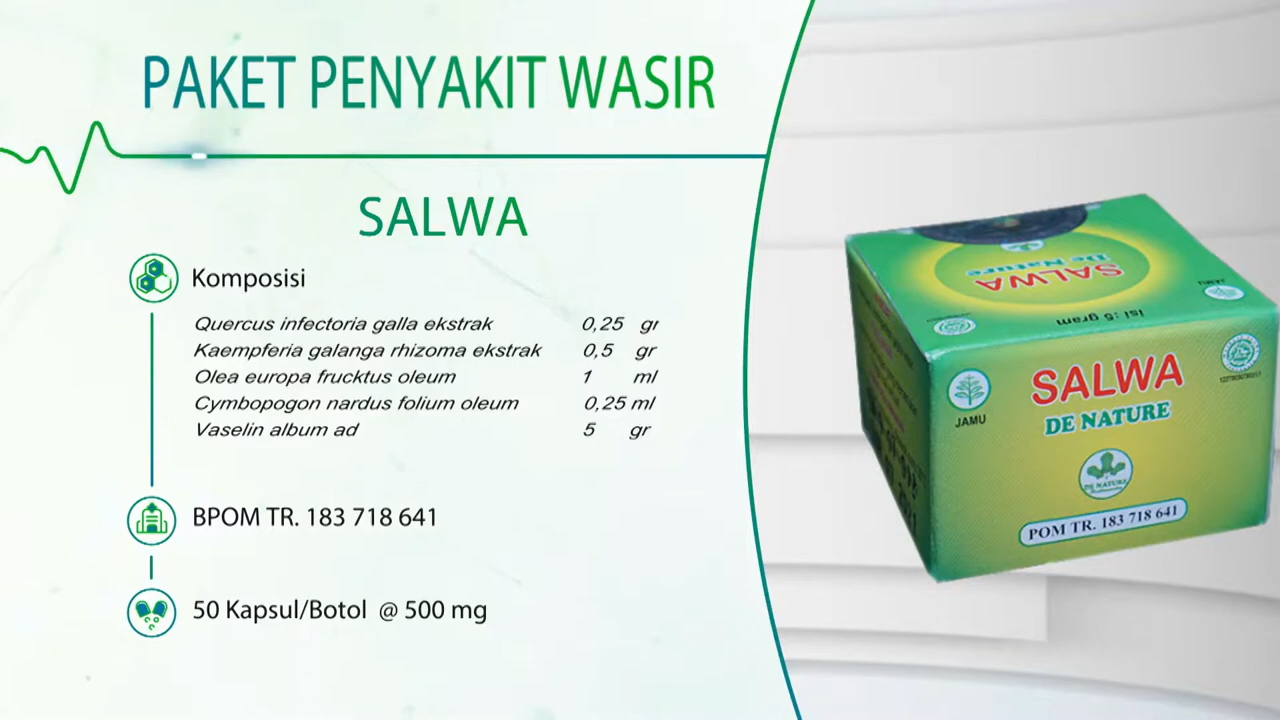 PAKET PENYAKIT WASIR
SALWA
Komposisi
Quercus infectoria galla ekstrak 0,25 gr
Kaempferia galanga rhizoma ekstrak 0,5 gr
Olea europa frucktus oleum 1 ml
Cymbopogon nardus folium oleum 0,25 ml
Vaselin album ad 5 gr
BPOM TR. 183 718 641
50 Kapsul/Botol @ 500 mg
SALWA
De Nature
JAMU
isi : 5 gram
JAMU
SALWA
DE NATURE
DE NATURE
POM TR. 183 718 641